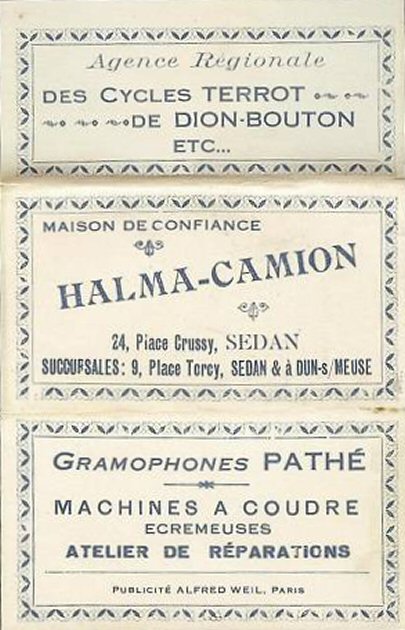 Agence Régionale
DES CYCLES TERROT
DE DION-BOUTON
ETC...
MAISON DE CONFIANCE
HALMA-CAMION
24, Place Crussy, SEDAN
SUCCURSALES: 9, Place Torcy, SEDAN & à DUN-s/MEUSE
GRAMOPHONES PATHÉ
MACHINES A COUDRE
ECREMEUSES
ATELIER DE RÉPARATIONS
PUBLICITÉ ALFRED WEIL, PARIS